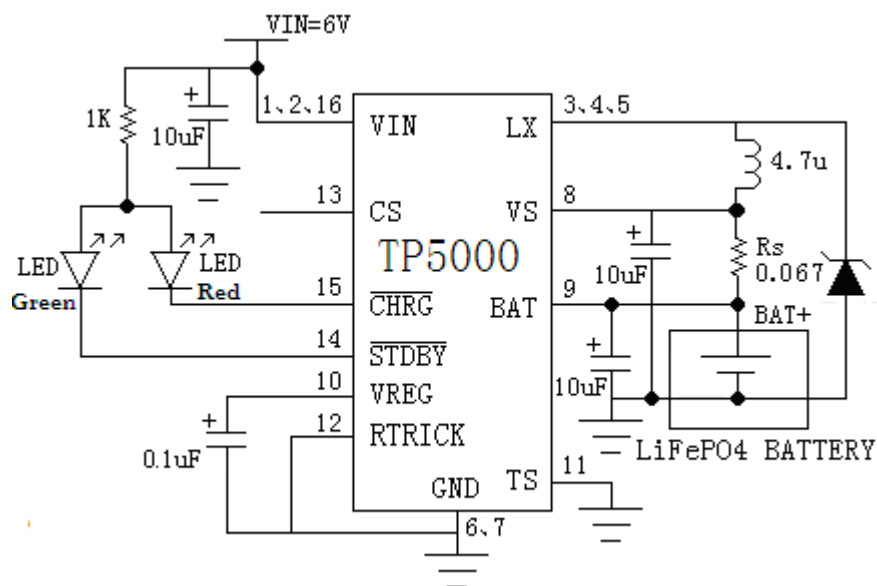 VIN=6V
1K
+
10uF
1、2、16
VIN
LX
3、4、5
4.7u
13
CS
VS
8
TP5000
+
10uF
Rs
0.067
LED
Green
LED
Red
15
CHRG
BAT
9
BAT+
14
STDBY
+
10uF
10
VREG
12
RTRICK
+
0.1uF
LiFePO4 BATTERY
TS
11
GND
6、7